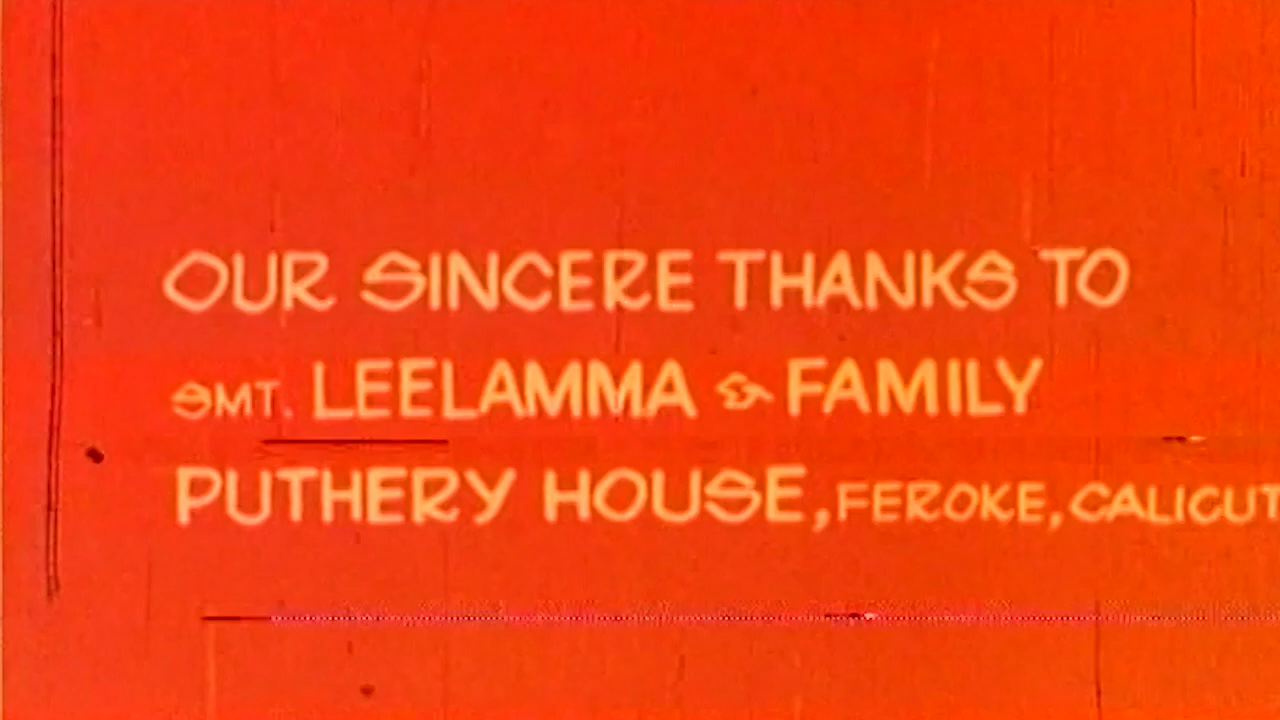 OUR SINCERE THANKS TO
SMT. LEELAMMA & FAMILY
PUTHERY HOUSE, FEROKE, CALICUT